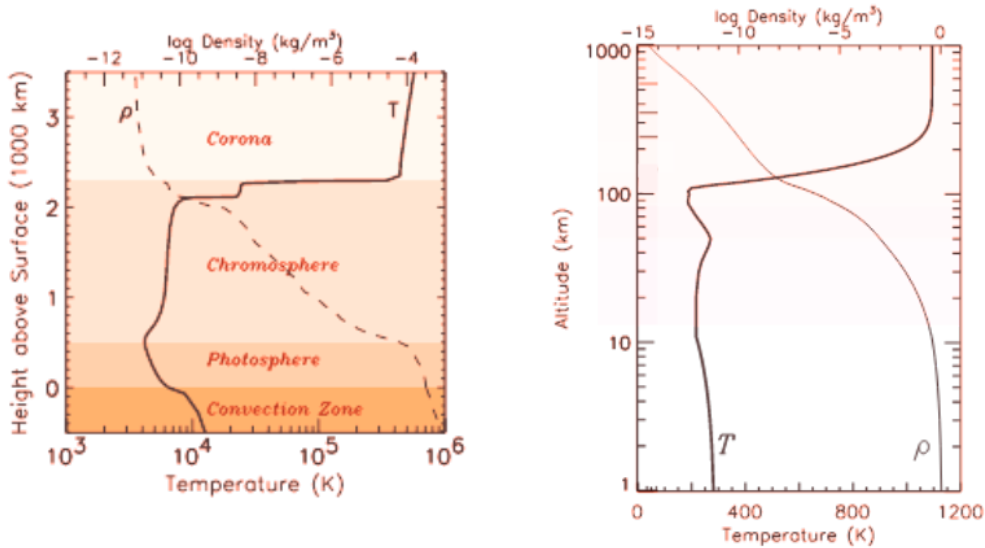 log Density (kg/m³)
-12 -10 -8 -6 -4
Height above Surface (1000 km)
3
2
1
0
ρ
T
Corona
Chromosphere
Photosphere
Convection Zone
10³ 10⁴ 10⁵ 10⁶
Temperature (K)
log Density (kg/m³)
-15 -10 -5 0
Altitude (km)
1000
100
10
1
T
ρ
0 400 800 1200
Temperature (K)